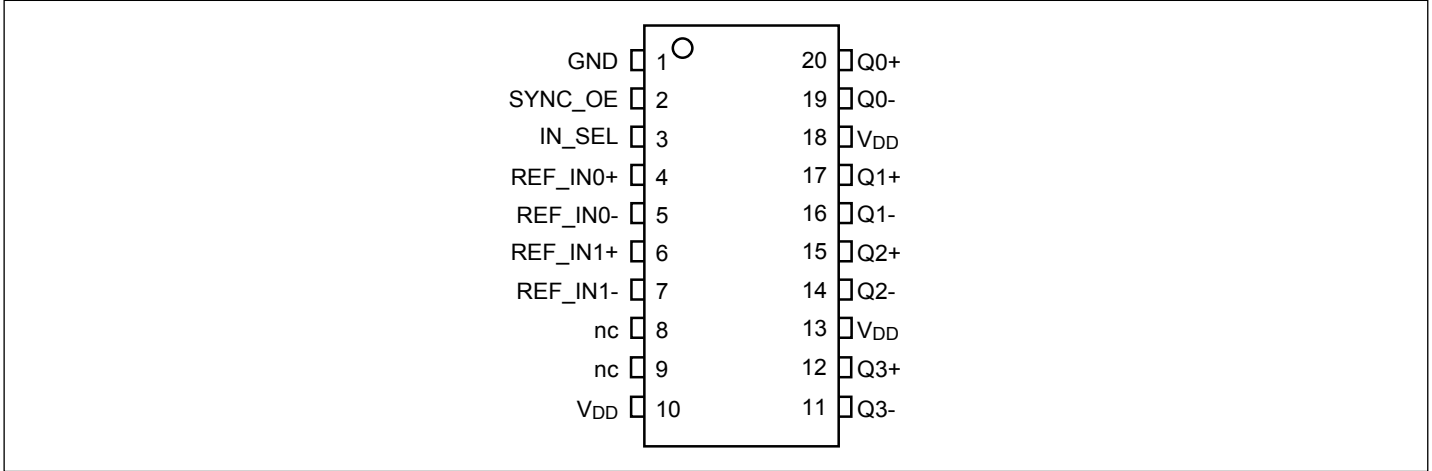 GND 1 20 Q0+
SYNC_OE 2 19 Q0-
IN_SEL 3 18 VDD
REF_IN0+ 4 17 Q1+
REF_IN0- 5 16 Q1-
REF_IN1+ 6 15 Q2+
REF_IN1- 7 14 Q2-
nc 8 13 VDD
nc 9 12 Q3+
VDD 10 11 Q3-